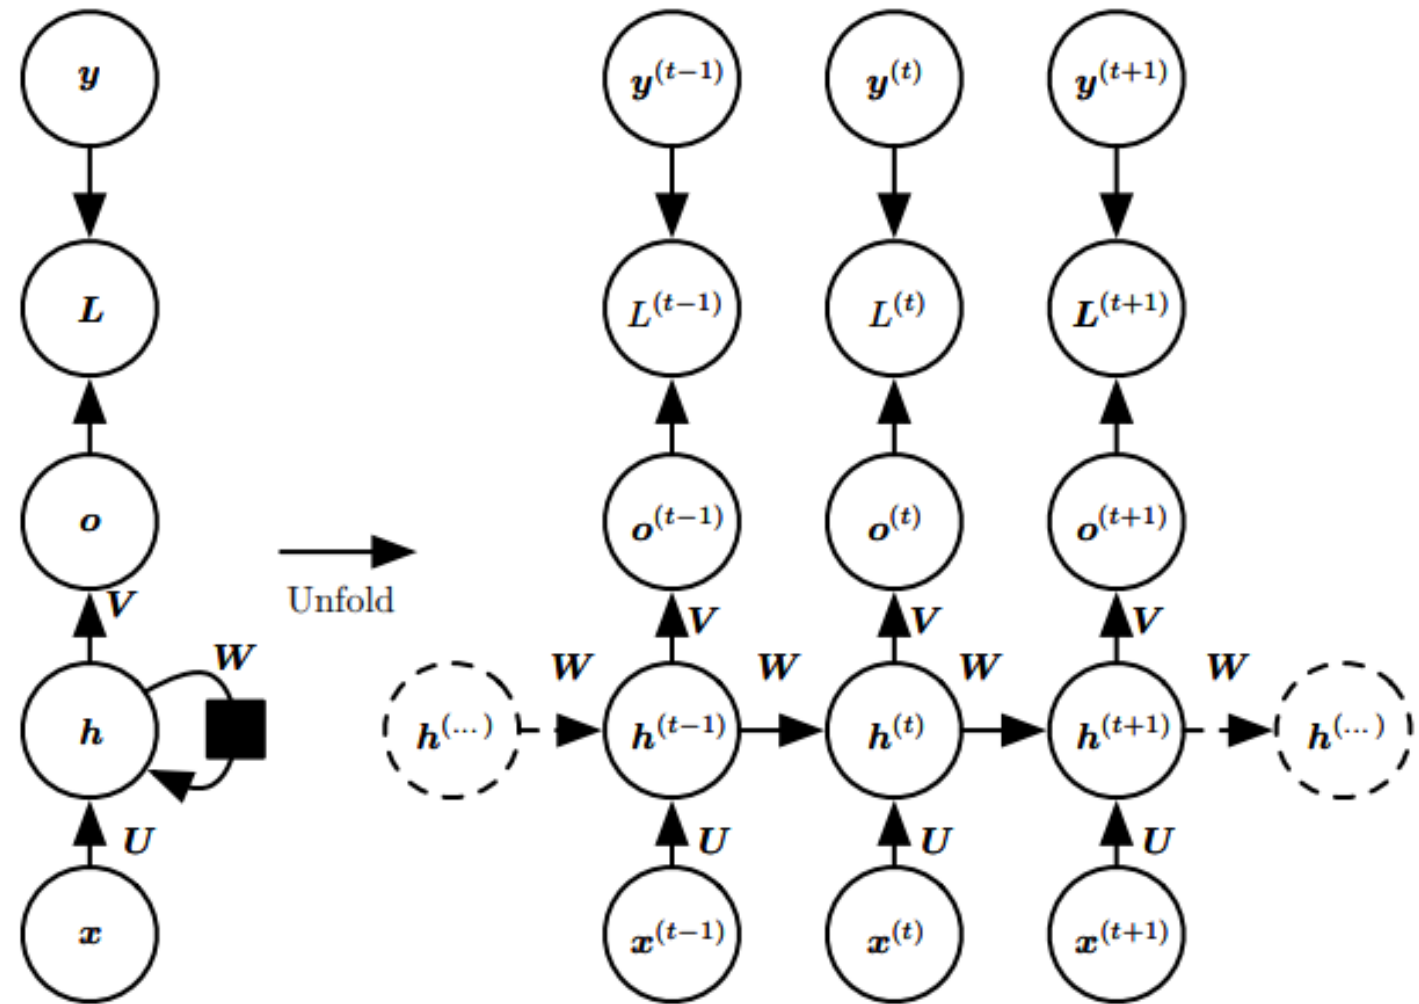 y y^{(t−1)} y^{(t)} y^{(t+1)}
L L^{(t−1)} L^{(t)} L^{(t+1)}
o o^{(t−1)} o^{(t)} o^{(t+1)}
Unfold
V V V V
W W W W W
h h^{(...)} h^{(t−1)} h^{(t)} h^{(t+1)} h^{(...)}
U U U U
x x^{(t−1)} x^{(t)} x^{(t+1)}